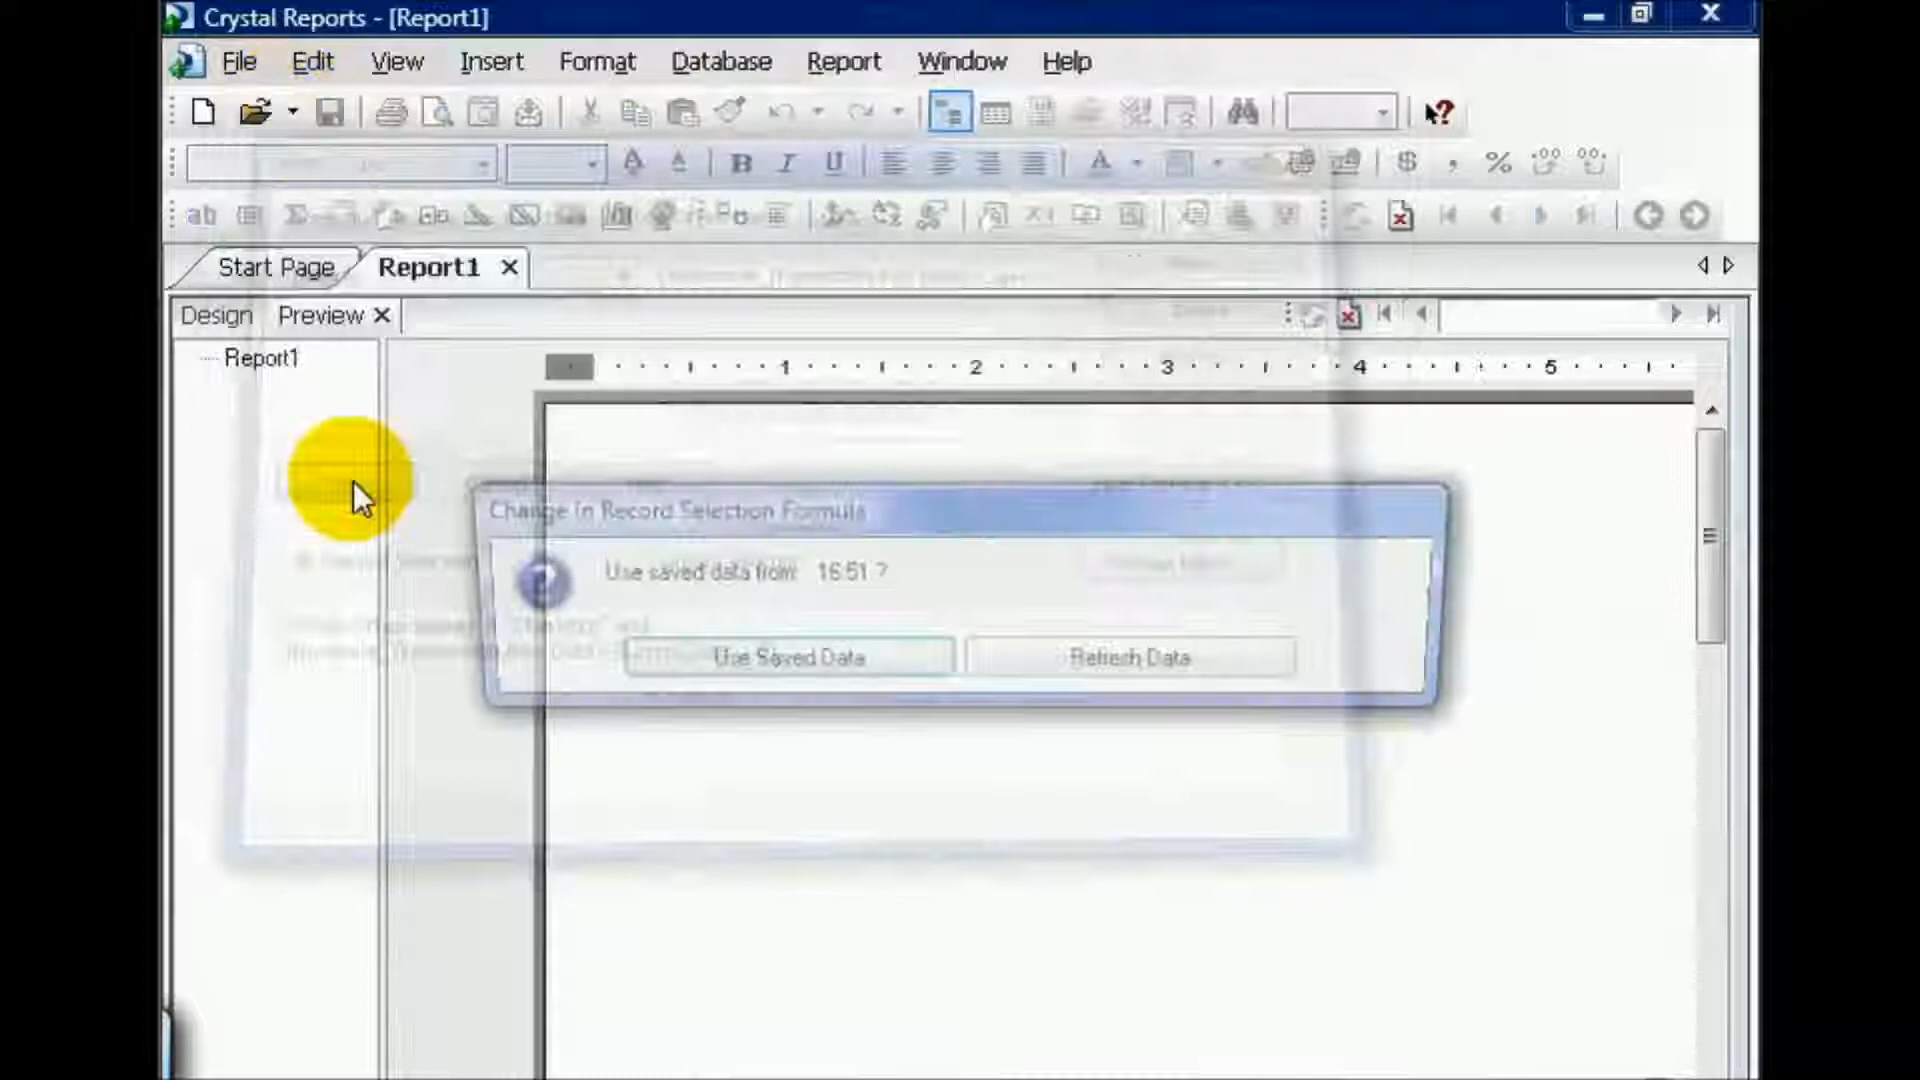 Crystal Reports - [Report1]
File Edit View Insert Format Database Report Window Help
B I U A $ , %
ab
Start Page Report1
Design Preview
Report1
1 2 3 4 5
Change In Record Selection Formula
Use saved data from 16:51 ?
Use Saved Data Refresh Data